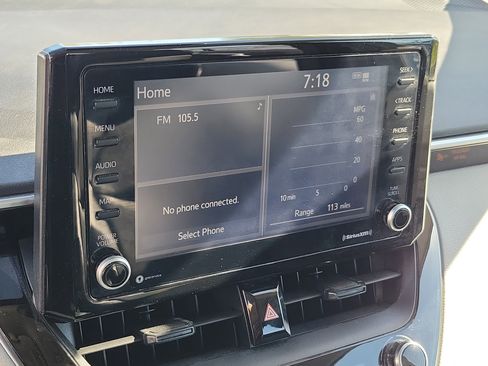 Home 7:18
HOME
MENU
AUDIO
MAP
POWER
VOLUME
FM 105.5
No phone connected.
Select Phone
MPG
60
40
20
10 min 5 0 0
Range 113 miles
SEEK >
< TRACK
PHONE
APPS
TUNE
SCROLL
((SiriusXM))